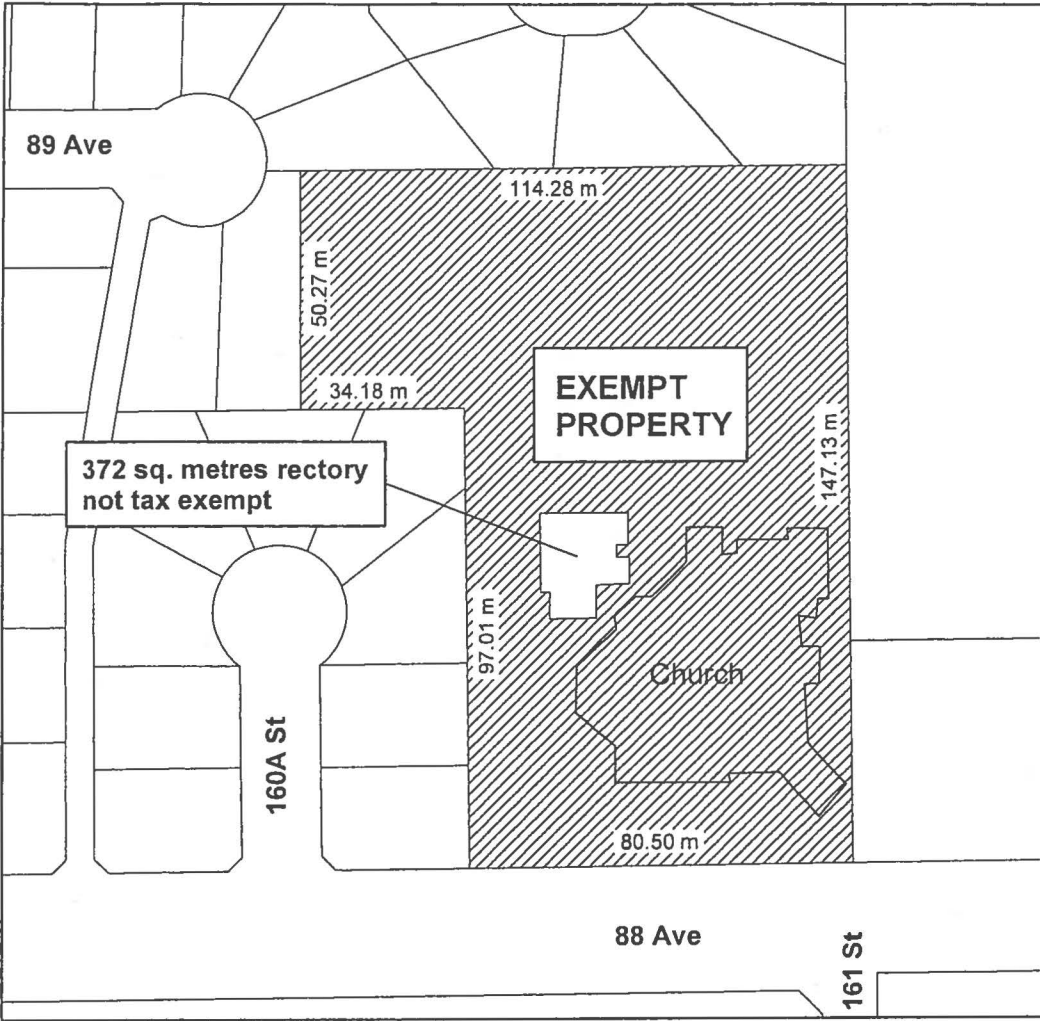 89 Ave
114.28 m
50.27 m
34.18 m
EXEMPT
PROPERTY
147.13 m
372 sq. metres rectory
not tax exempt
97.01 m
Church
160A St
80.50 m
88 Ave
161 St